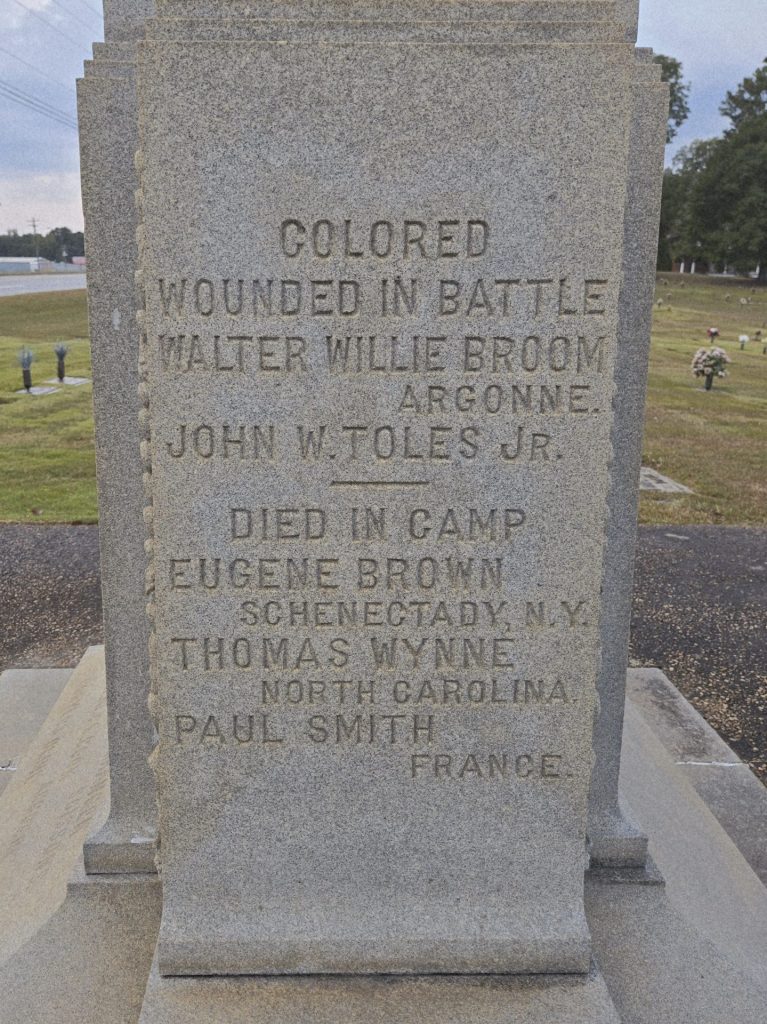 COLORED
WOUNDED IN BATTLE
WALTER WILLIE BROOM
ARGONNE.
JOHN W. TOLES JR.
DIED IN CAMP
EUGENE BROWN
SCHENECTADY, N.Y.
THOMAS WYNNE
NORTH CAROLINA.
PAUL SMITH
FRANCE.